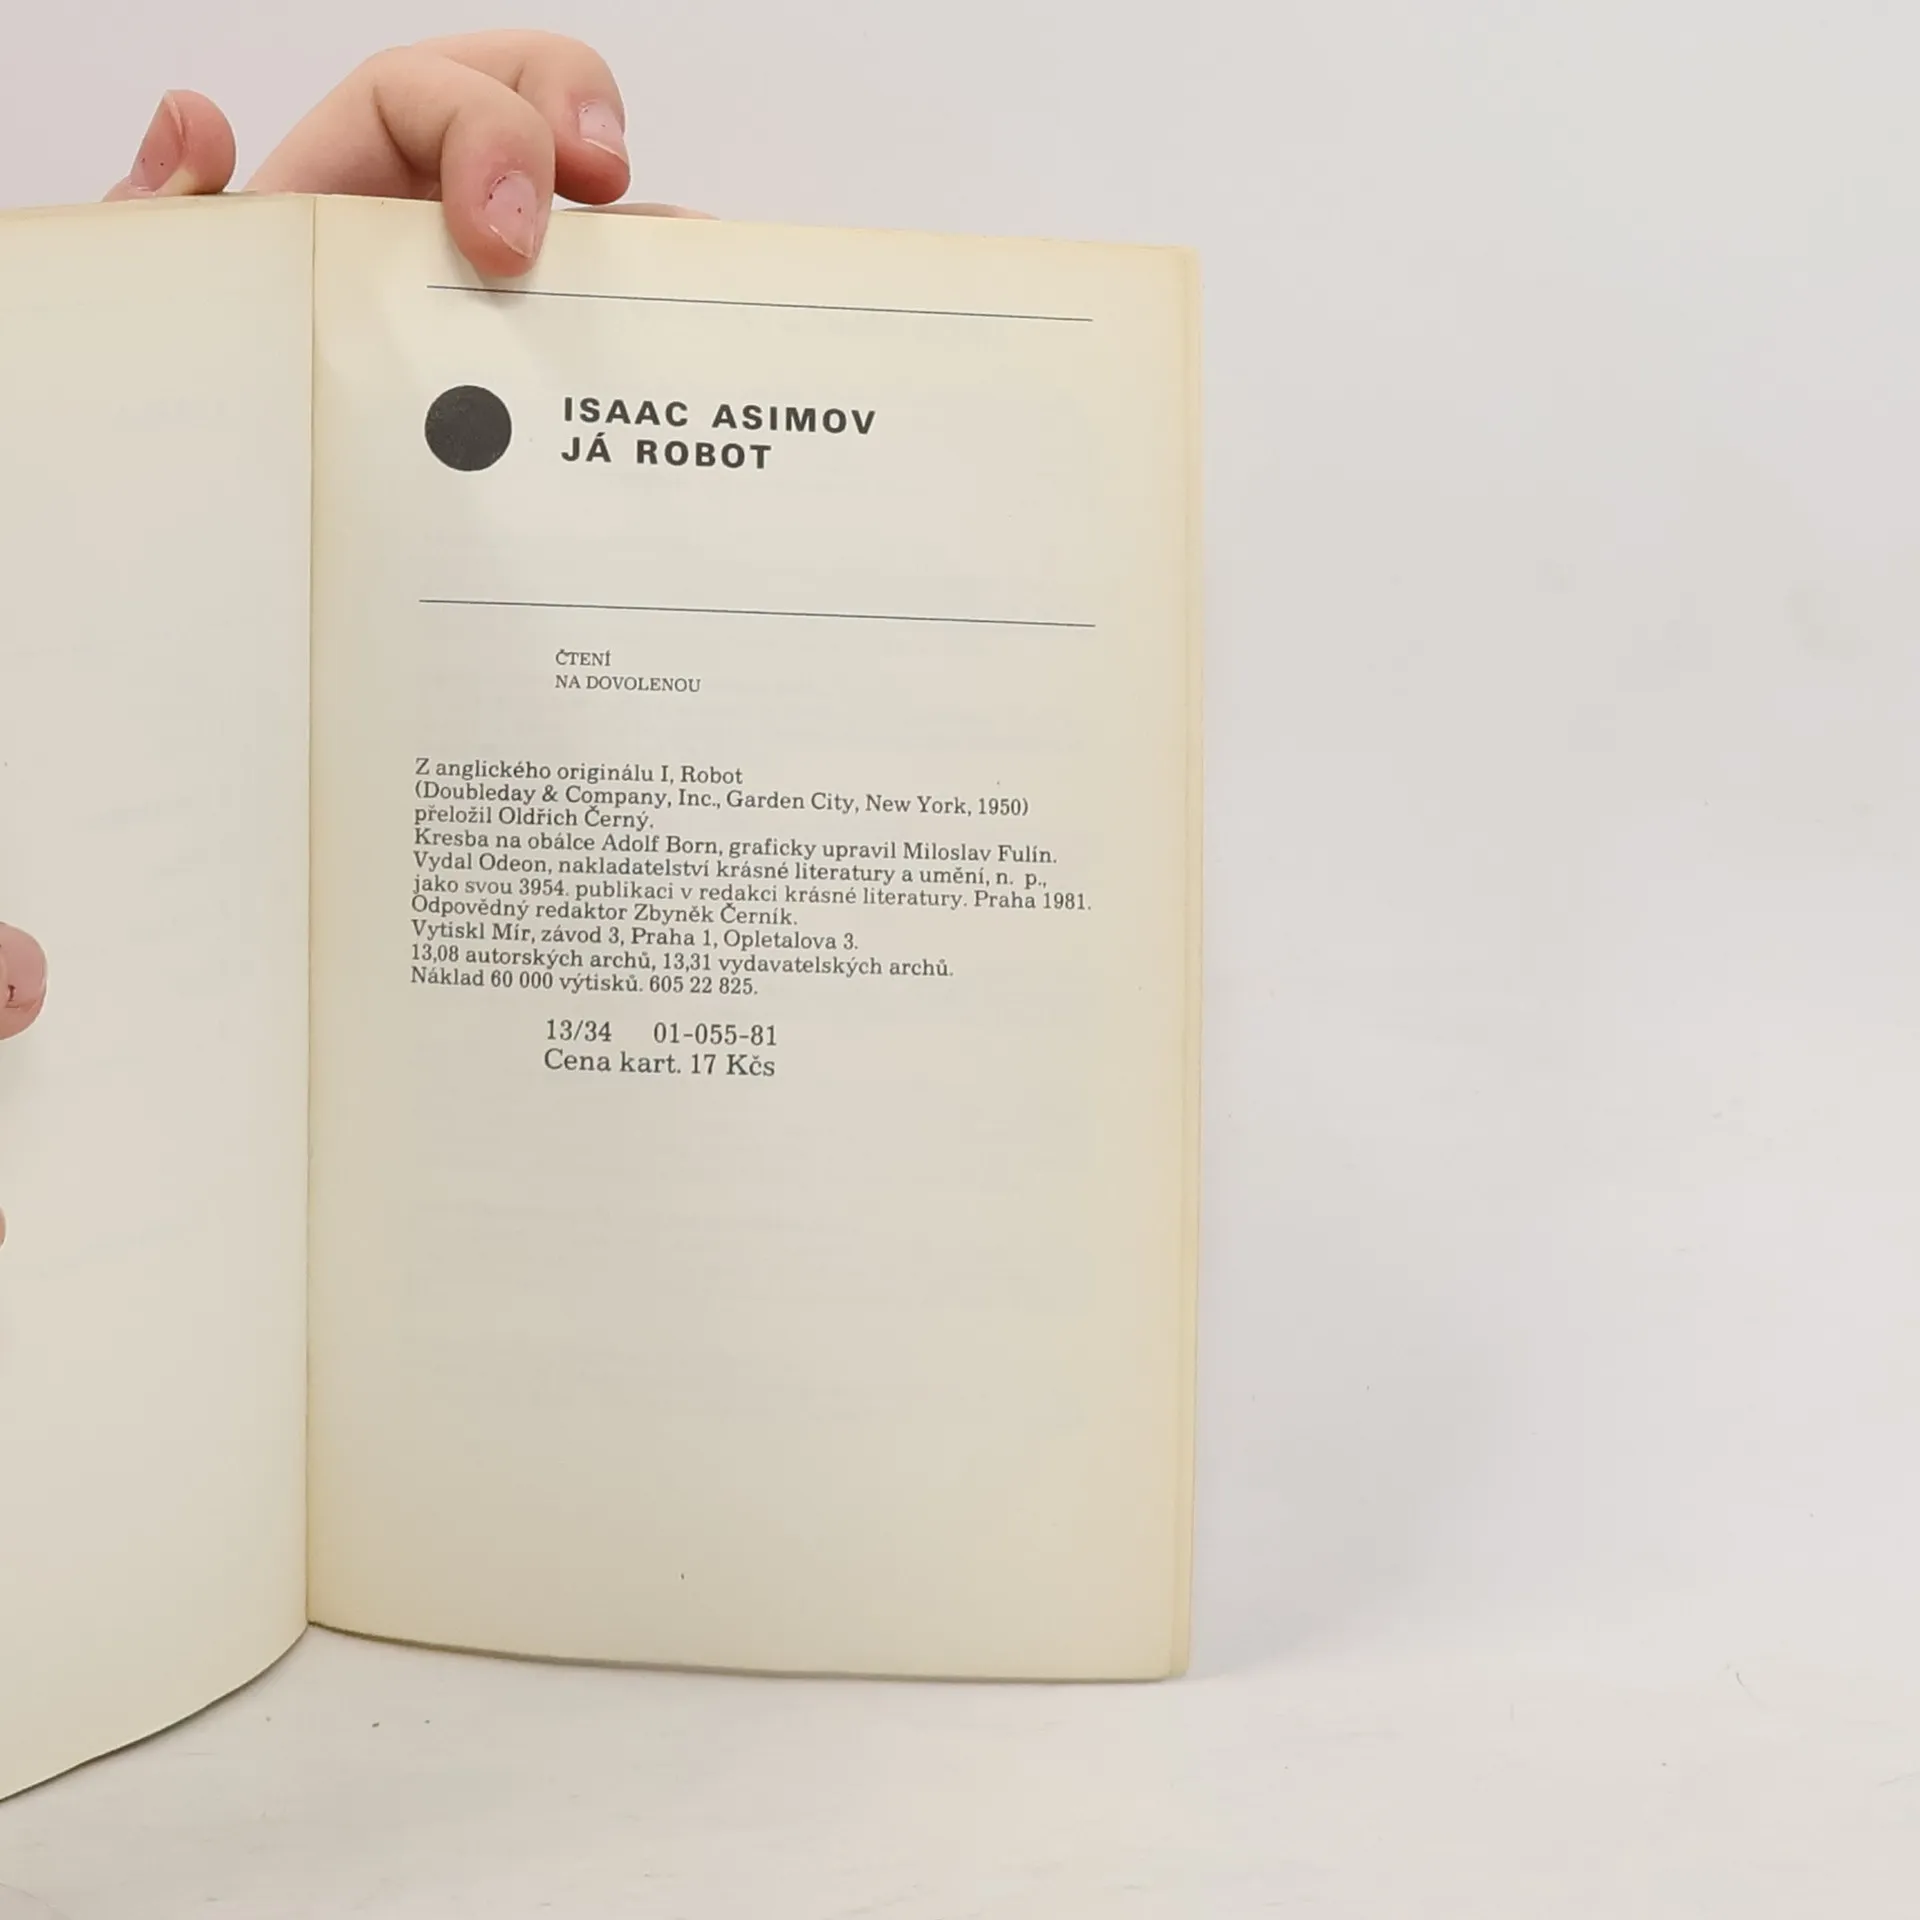 ISAAC ASIMOV
JÁ ROBOT
ČTENÍ
NA DOVOLENOU
Z anglického originálu I, Robot
(Doubleday & Company, Inc., Garden City, New York, 1950)
přeložil Oldřich Černý.
Kresba na obálce Adolf Born, graficky upravil Miloslav Fulín.
Vydal Odeon, nakladatelství krásné literatury a umění, n. p.,
jako svou 3954. publikaci v redakci krásné literatury. Praha 1981.
Odpovědný redaktor Zbyněk Černík.
Vytiskl Mír, závod 3, Praha 1, Opletalova 3.
13,08 autorských archů, 13,31 vydavatelských archů.
Náklad 60 000 výtisků. 605 22 825.
13/34 01-055-81
Cena kart. 17 Kčs